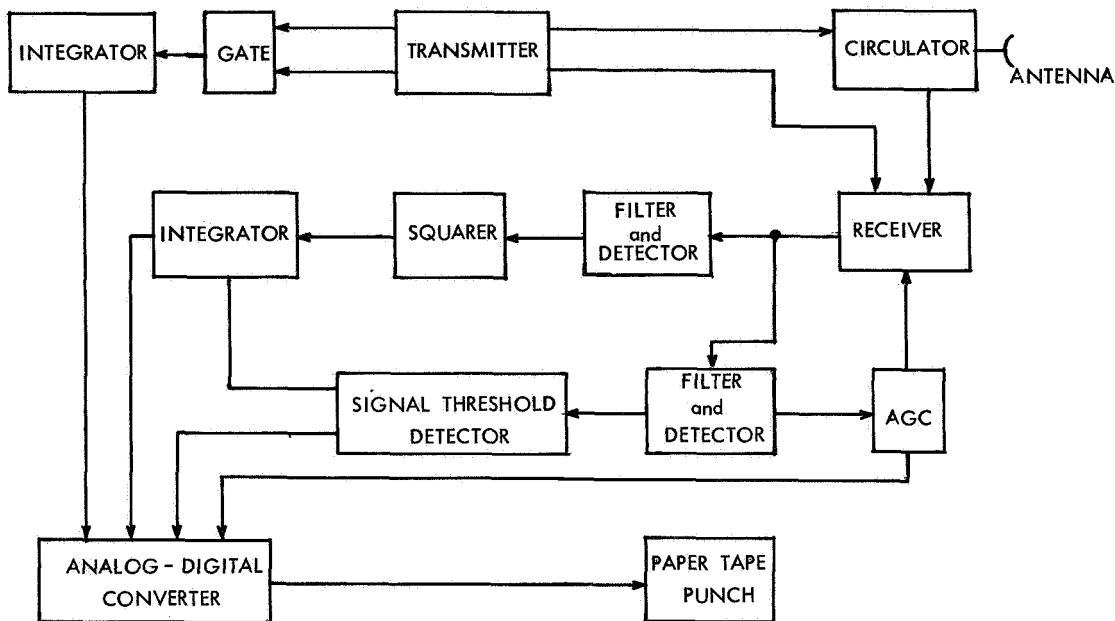 INTEGRATOR
GATE
TRANSMITTER
CIRCULATOR
ANTENNA
INTEGRATOR
SQUARER
FILTER
and
DETECTOR
RECEIVER
SIGNAL THRESHOLD
DETECTOR
FILTER
and
DETECTOR
AGC
ANALOG - DIGITAL
CONVERTER
PAPER TAPE
PUNCH